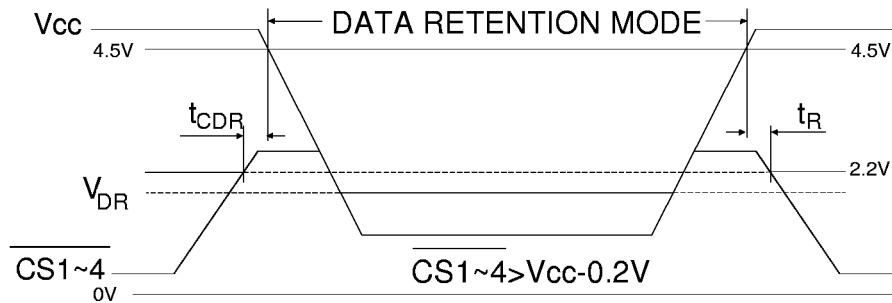 Vcc
DATA RETENTION MODE
4.5V
4.5V
tCDR
tR
2.2V
VDR
CS1~4
CS1~4>Vcc-0.2V
0V